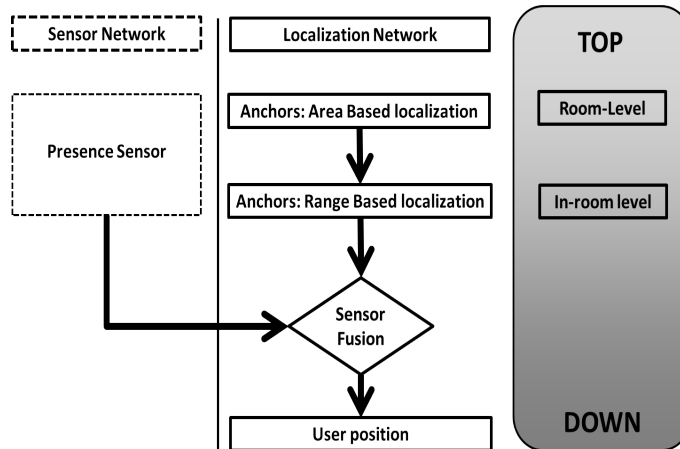 Sensor Network
Localization Network
TOP
Anchors: Area Based localization
Room-Level
Presence Sensor
Anchors: Range Based localization
In-room level
Sensor
Fusion
DOWN
User position